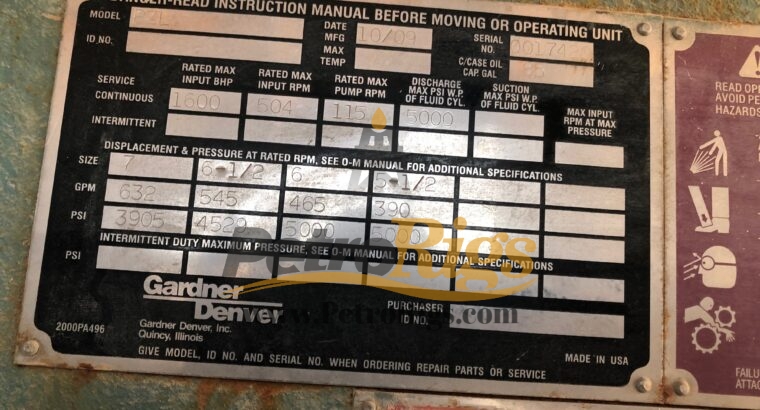 DANGER-READ INSTRUCTION MANUAL BEFORE MOVING OR OPERATING UNIT
MODEL PZL DATE MFG 10/09 SERIAL NO.
ID NO. MAX TEMP C/CASE OIL CAP. GAL
SERVICE RATED MAX INPUT BHP RATED MAX INPUT RPM RATED MAX PUMP RPM DISCHARGE MAX PSI W.P. OF FLUID CYL. SUCTION MAX PSI W.P. OF FLUID CYL. MAX INPUT RPM AT MAX PRESSURE
CONTINUOUS 1600 504 115 5000
INTERMITTENT
DISPLACEMENT & PRESSURE AT RATED RPM, SEE O-M MANUAL FOR ADDITIONAL SPECIFICATIONS
SIZE 7 6-1/2 6 5-1/2
GPM 632 545 465 390
PSI 3905 4529 5000 5000
INTERMITTENT DUTY MAXIMUM PRESSURE, SEE O-M MANUAL FOR ADDITIONAL SPECIFICATIONS
PSI
PetroRigs
www.PetroRigs.com
Gardner
Denver
PURCHASER
ID NO.
2000PA496
Gardner Denver, Inc.
Quincy, Illinois
MADE IN USA
GIVE MODEL, ID NO. AND SERIAL NO. WHEN ORDERING REPAIR PARTS OR SERVICE
READ OPE
AVOID PE
HAZARDS
FAILU
ATTAC